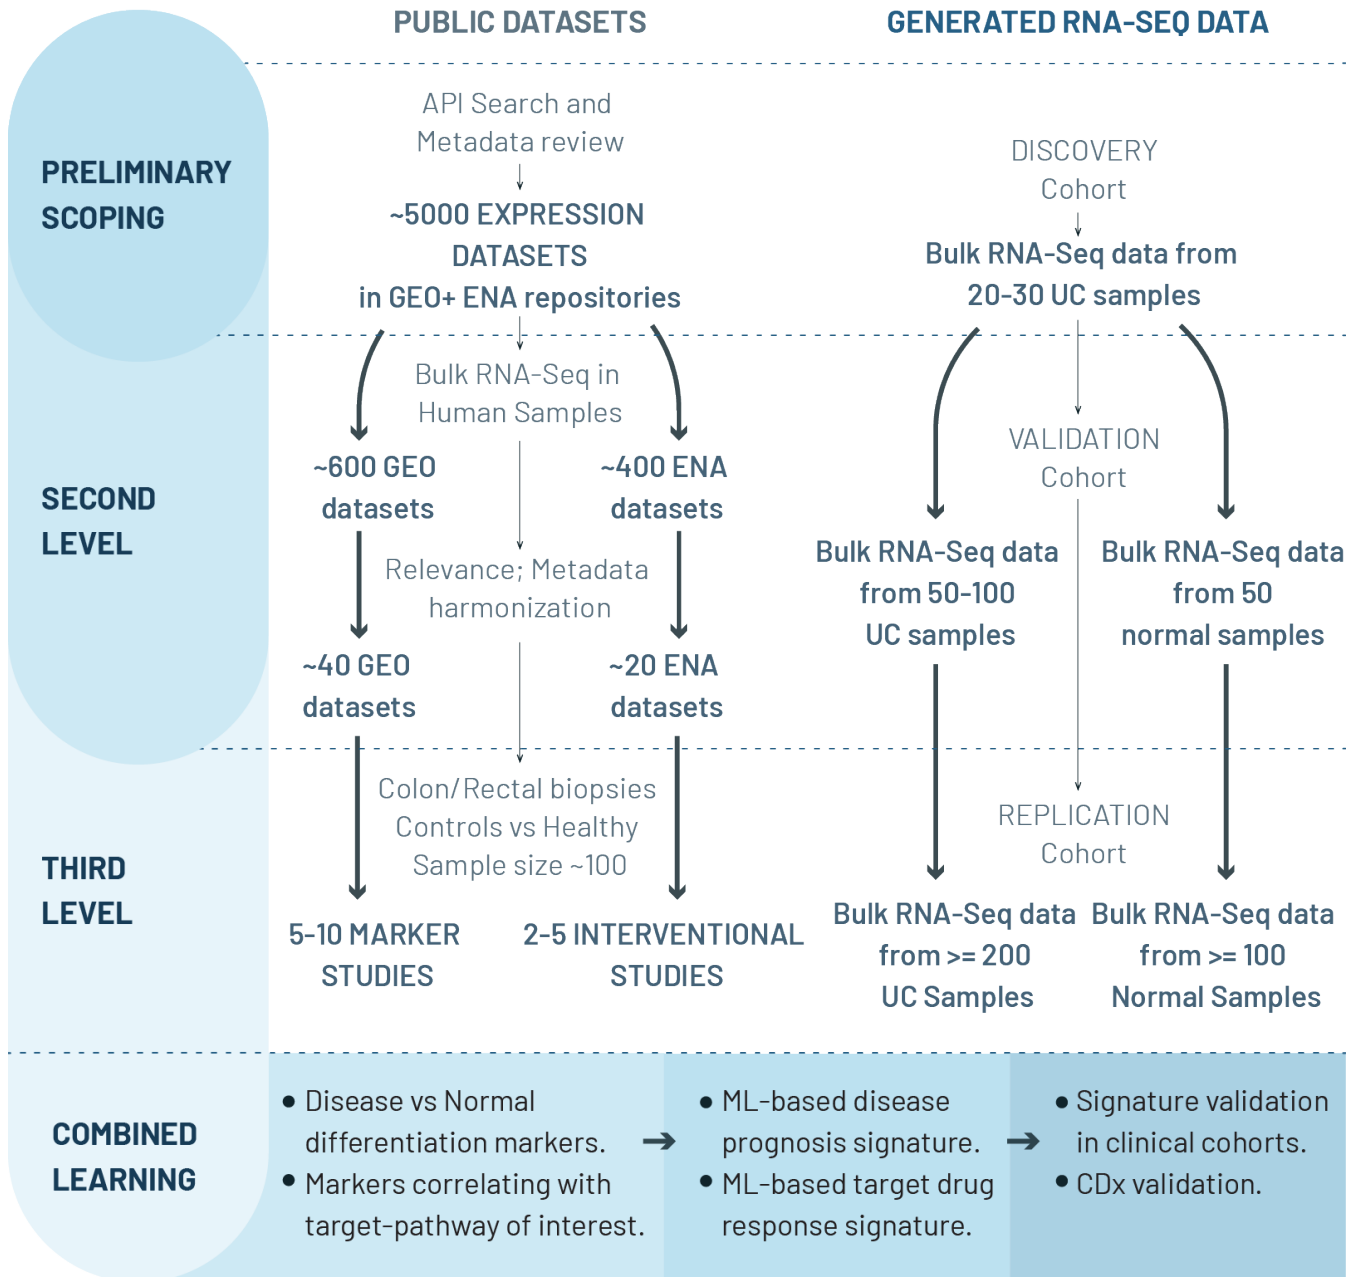 PUBLIC DATASETS
GENERATED RNA-SEQ DATA
PRELIMINARY
SCOPING
API Search and
Metadata review
~5000 EXPRESSION
DATASETS
in GEO+ ENA repositories
DISCOVERY
Cohort
Bulk RNA-Seq data from
20-30 UC samples
SECOND
LEVEL
Bulk RNA-Seq in
Human Samples
~600 GEO
datasets
~400 ENA
datasets
Relevance; Metadada
harmonization
~40 GEO
datasets
~20 ENA
datasets
VALIDATION
Cohort
Bulk RNA-Seq data
from 50-100
UC samples
Bulk RNA-Seq data
from 50
normal samples
THIRD
LEVEL
Colon/Rectal biopsies
Controls vs Healthy
Sample size ~100
5-10 MARKER
STUDIES
2-5 INTERVENTIONAL
STUDIES
REPLICATION
Cohort
Bulk RNA-Seq data
from >= 200
UC Samples
Bulk RNA-Seq data
from >= 100
Normal Samples
COMBINED
LEARNING
● Disease vs Normal
differentiation markers.
● Markers correlating with
target-pathway of interest.
● ML-based disease
prognosis signature.
● ML-based target drug
response signature.
● Signature validation
in clinical cohorts.
● CDx validation.